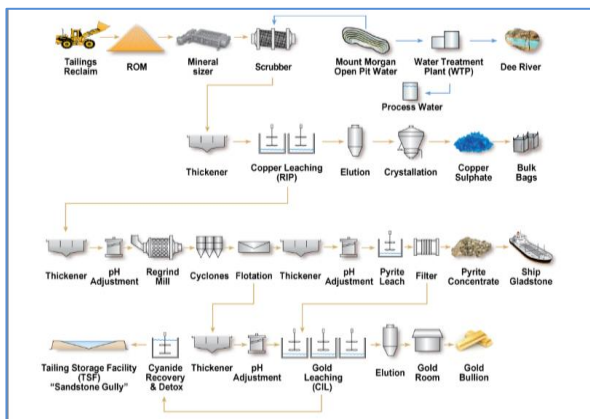 Tailings
Reclaim
ROM
Mineral
sizer
Scrubber
Mount Morgan
Open Pit Water
Water Treatment
Plant (WTP)
Dee River
Process Water
Thickener
Copper Leaching
(RIP)
Elution
Crystallation
Copper
Sulphate
Bulk
Bags
Thickener
pH
Adjustment
Regrind
Mill
Cyclones
Flotation
Thickener
pH
Adjustment
Pyrite
Leach
Filter
Pyrite
Concentrate
Ship
Gladstone
Tailing Storage Facility
(TSF)
"Sandstone Gully"
Cyanide
Recovery
& Detox
Thickener
pH
Adjustment
Gold
Leaching
(CIL)
Elution
Gold
Room
Gold
Bullion